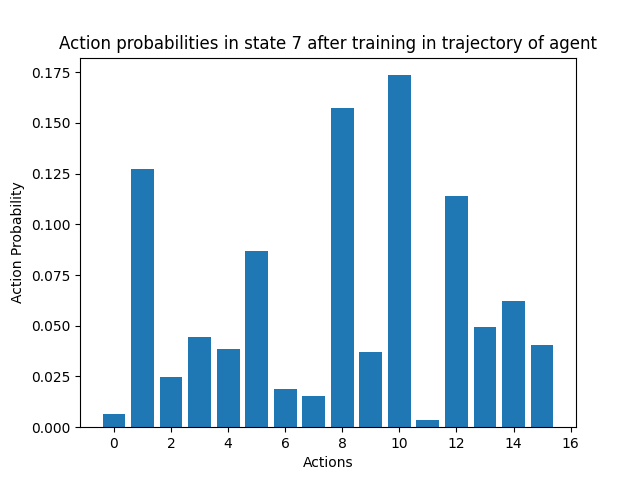 Action probabilities in state 7 after training in trajectory of agent
0.175
0.150
0.125
0.100
0.075
0.050
0.025
0.000
Action Probability
0 2 4 6 8 10 12 14 16
Actions